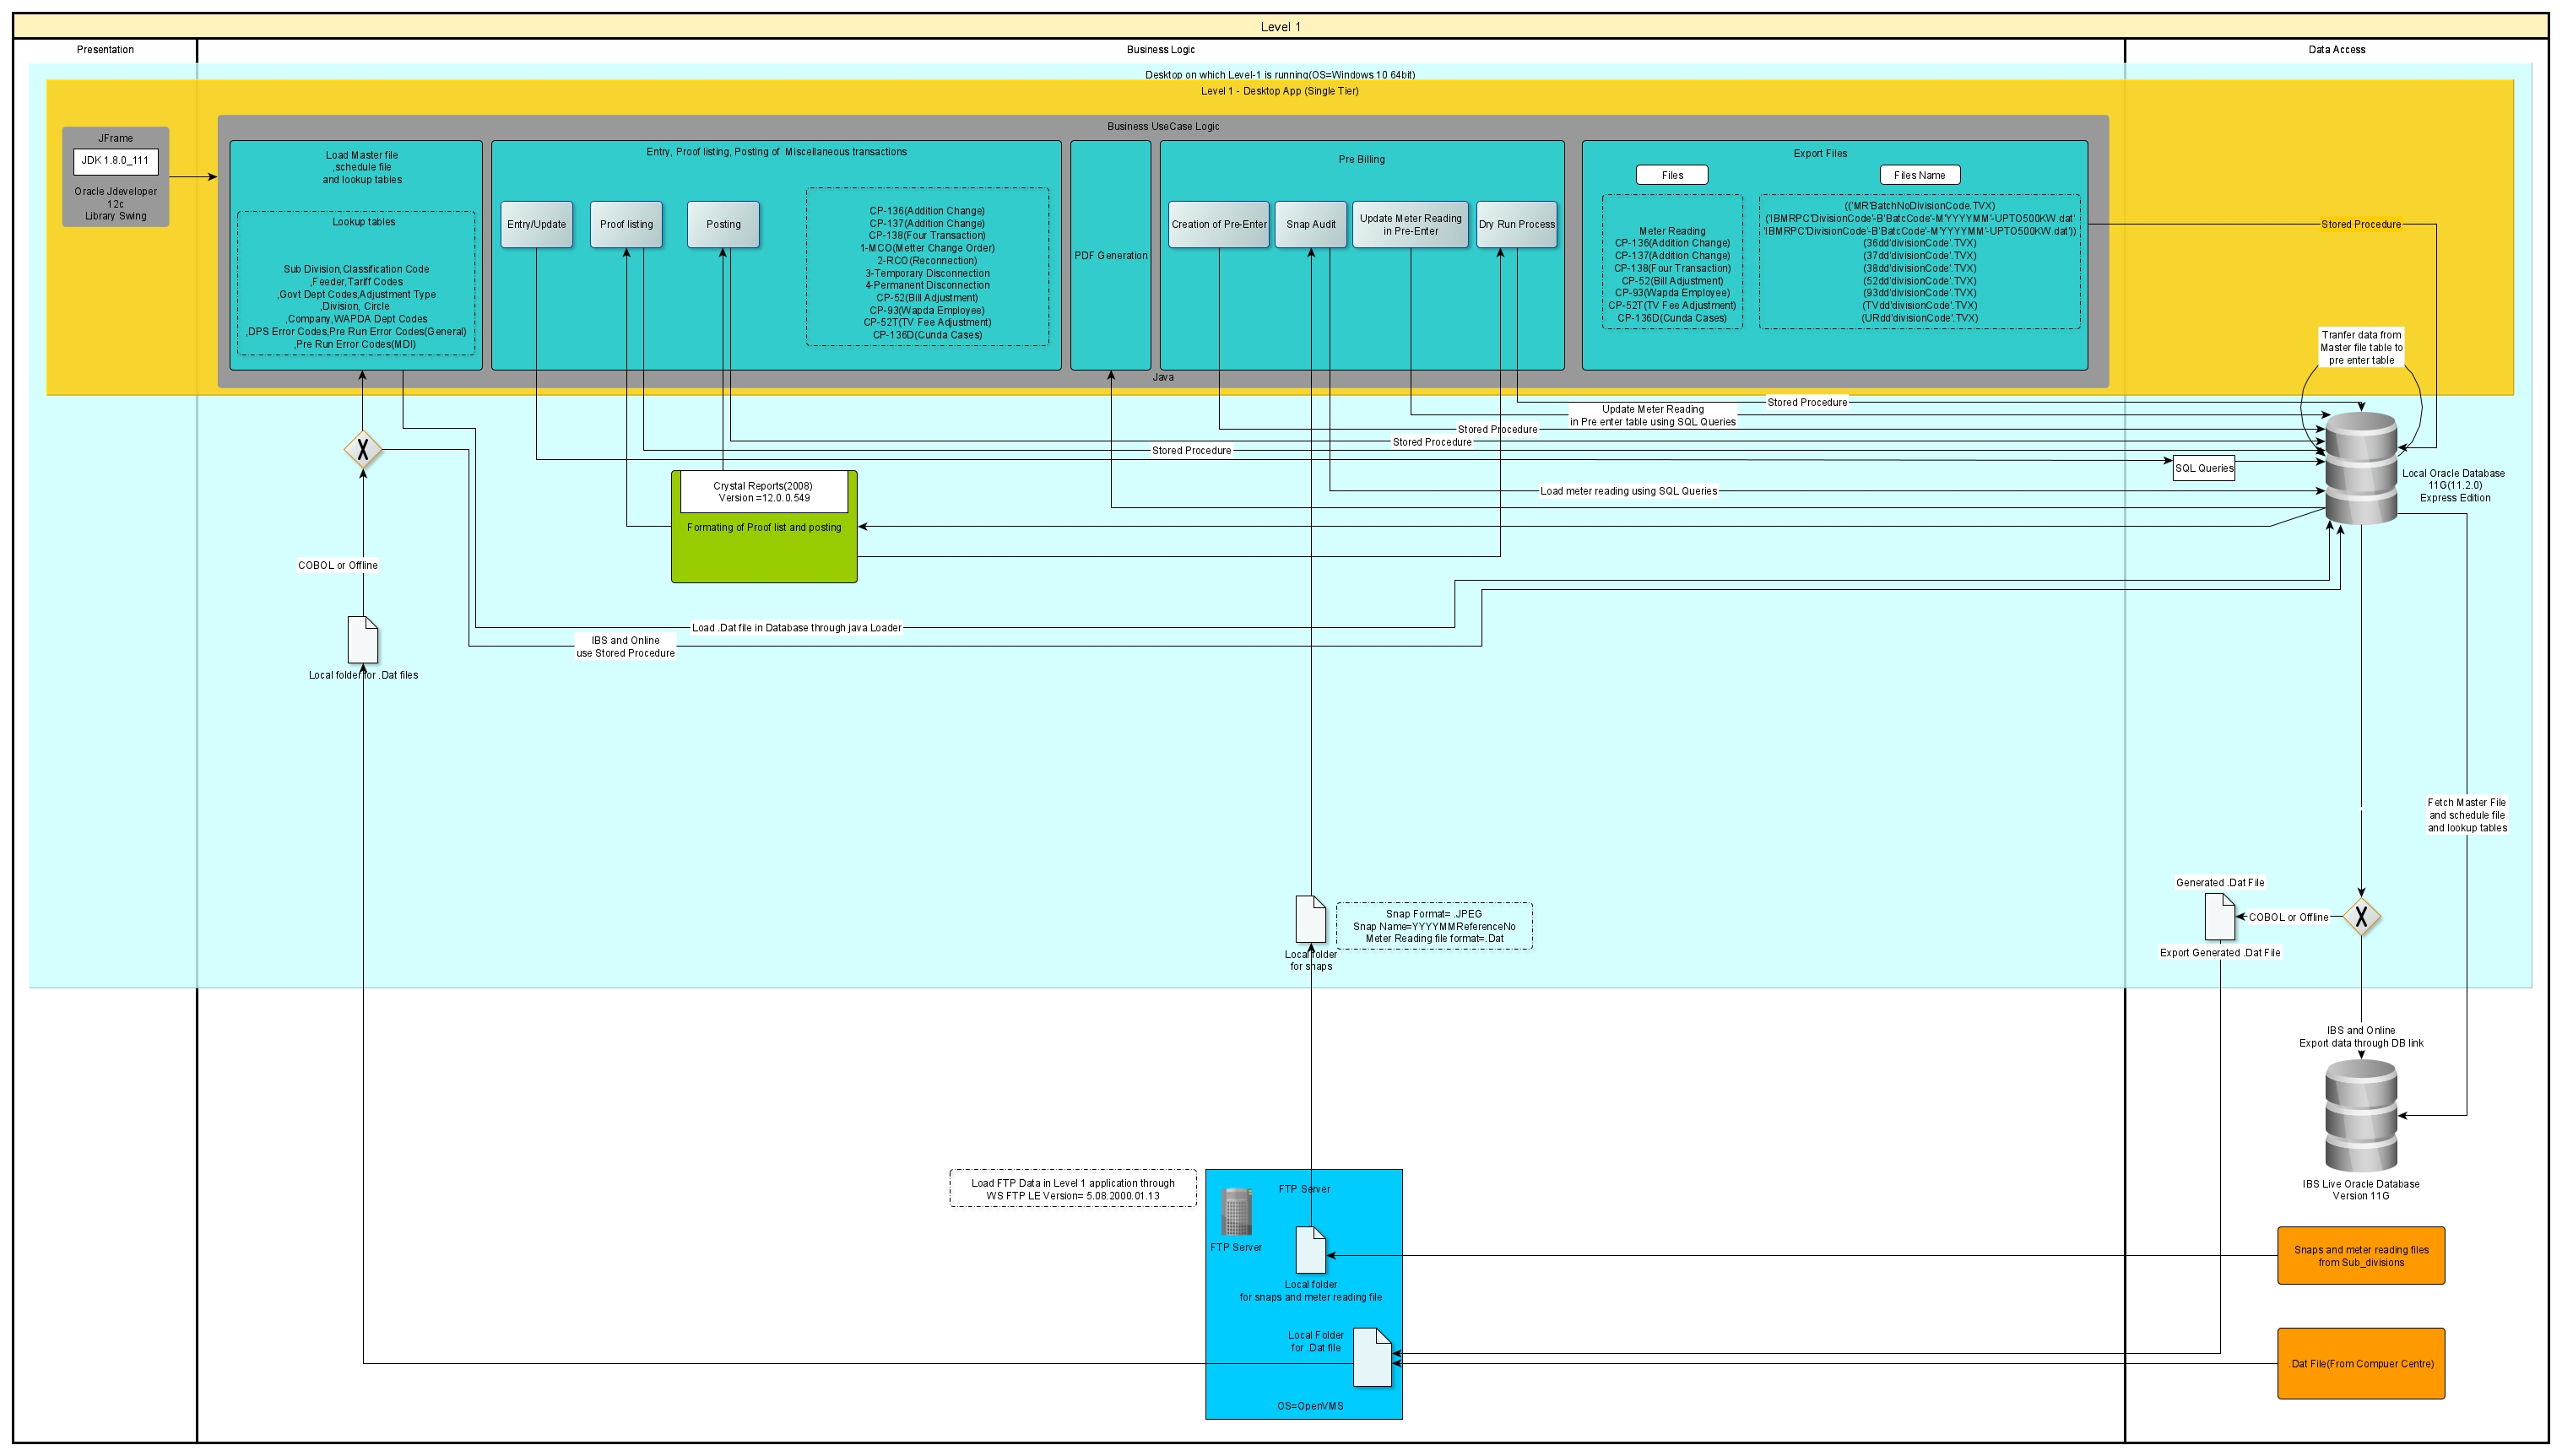 Level 1
Presentation
Business Logic
Data Access
Desktop on which Level-1 is running(OS=Windows 10 64bit)
Level 1 - Desktop App (Single Tier)
JFrame
JDK 1.8.0_111
Oracle Jdeveloper
12c
Library Swing
Business UseCase Logic
Load Master file
,schedule file
and lookup tables
Lookup tables
Sub Division,Classification Code
,Feeder,Tariff Codes
,Govt Dept Codes,Adjustment Type
,Division, Circle
,Company,WAPDA Dept Codes
,DPS Error Codes,Pre Run Error Codes(General)
,Pre Run Error Codes(MDI)
Entry, Proof listing, Posting of Miscellaneous transactions
Entry/Update
Proof listing
Posting
CP-136(Addition Change)
CP-137(Addition Change)
CP-138(Four Transaction)
1-MCO(Metter Change Order)
2-RCO(Reconnection)
3-Temporary Disconnection
4-Permanent Disconnection
CP-52(Bill Adjustment)
CP-93(Wapda Employee)
CP-52T(TV Fee Adjustment)
CP-136D(Cunda Cases)
PDF Generation
Pre Billing
Creation of Pre-Enter
Snap Audit
Update Meter Reading
in Pre-Enter
Dry Run Process
Export Files
Files
Files Name
Meter Reading
CP-136(Addition Change)
CP-137(Addition Change)
CP-138(Four Transaction)
CP-52(Bill Adjustment)
CP-93(Wapda Employee)
CP-52T(TV Fee Adjustment)
CP-136D(Cunda Cases)
(('MR'BatchNoDivisionCode.TVX)
('IBMRPC'DivisionCode'-B'BatcCode'-M'YYYYMM'-UPTO500KW.dat'
'IBMRPC'DivisionCode'-B'BatcCode'-M'YYYYMM'-UPTO500KW.dat'))
(36dd'divisionCode'.TVX)
(37dd'divisionCode'.TVX)
(38dd'divisionCode'.TVX)
(52dd'divisionCode'.TVX)
(93dd'divisionCode'.TVX)
(TVdd'divisionCode'.TVX)
(URdd'divisionCode'.TVX)
Java
Stored Procedure
Tranfer data from
Master file table to
pre enter table
Stored Procedure
Update Meter Reading
in Pre enter table using SQL Queries
Stored Procedure
Stored Procedure
Stored Procedure
SQL Queries
Load meter reading using SQL Queries
Local Oracle Database
11G(11.2.0)
Express Edition
Crystal Reports(2008)
Version =12.0.0.549
Formating of Proof list and posting
COBOL or Offline
Load .Dat file in Database through java Loader
IBS and Online
use Stored Procedure
Local folder for .Dat files
Fetch Master File
and schedule file
and lookup tables
Generated .Dat File
COBOL or Offline
Export Generated .Dat File
Snap Format= .JPEG
Snap Name=YYYYMMReferenceNo
Meter Reading file format=.Dat
Local folder
for snaps
IBS and Online
Export data through DB link
IBS Live Oracle Database
Version 11G
Load FTP Data in Level 1 application through
WS FTP LE Version= 5.08.2000.01.13
FTP Server
FTP Server
Local folder
for snaps and meter reading file
Snaps and meter reading files
from Sub_divisions
Local Folder
for .Dat file
.Dat File(From Compuer Centre)
OS=OpenVMS